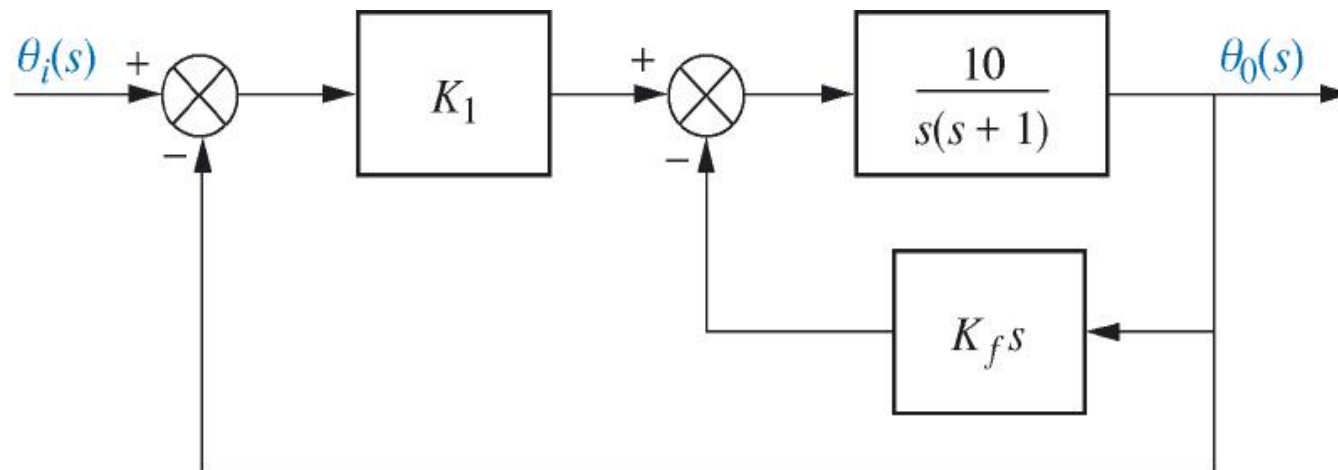 θi(s)
+
−
K1
+
−
10
s(s + 1)
θ0(s)
Kf s